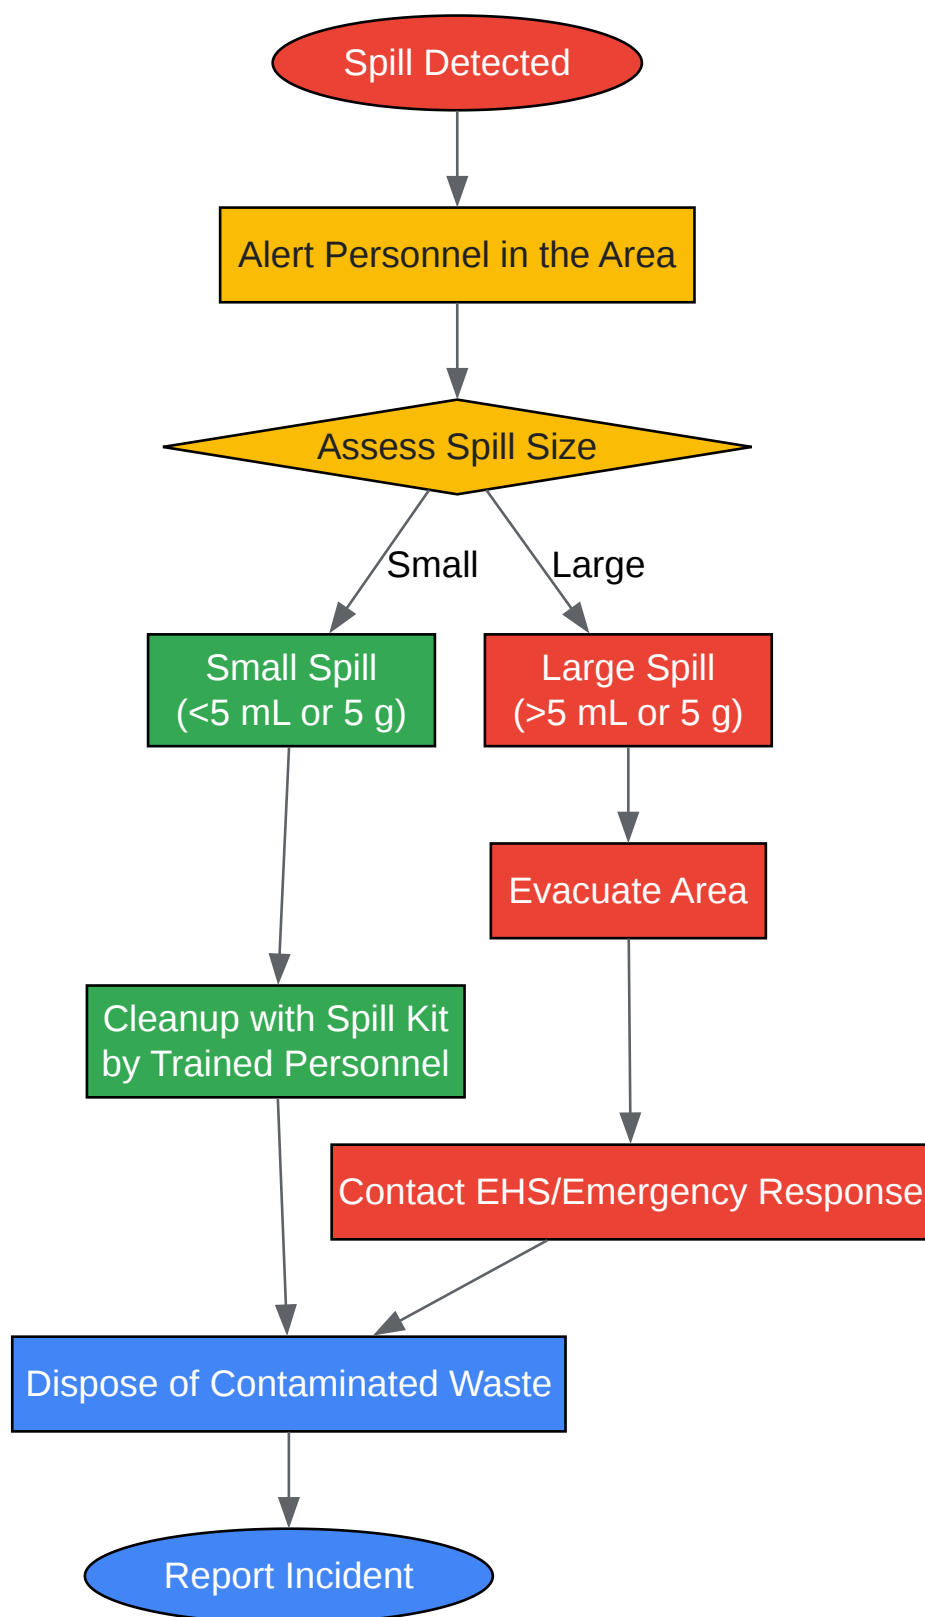 Spill Detected
Alert Personnel in the Area
Assess Spill Size
Small
Large
Small Spill
(<5 mL or 5 g)
Large Spill
(>5 mL or 5 g)
Evacuate Area
Cleanup with Spill Kit
by Trained Personnel
Contact EHS/Emergency Response
Dispose of Contaminated Waste
Report Incident